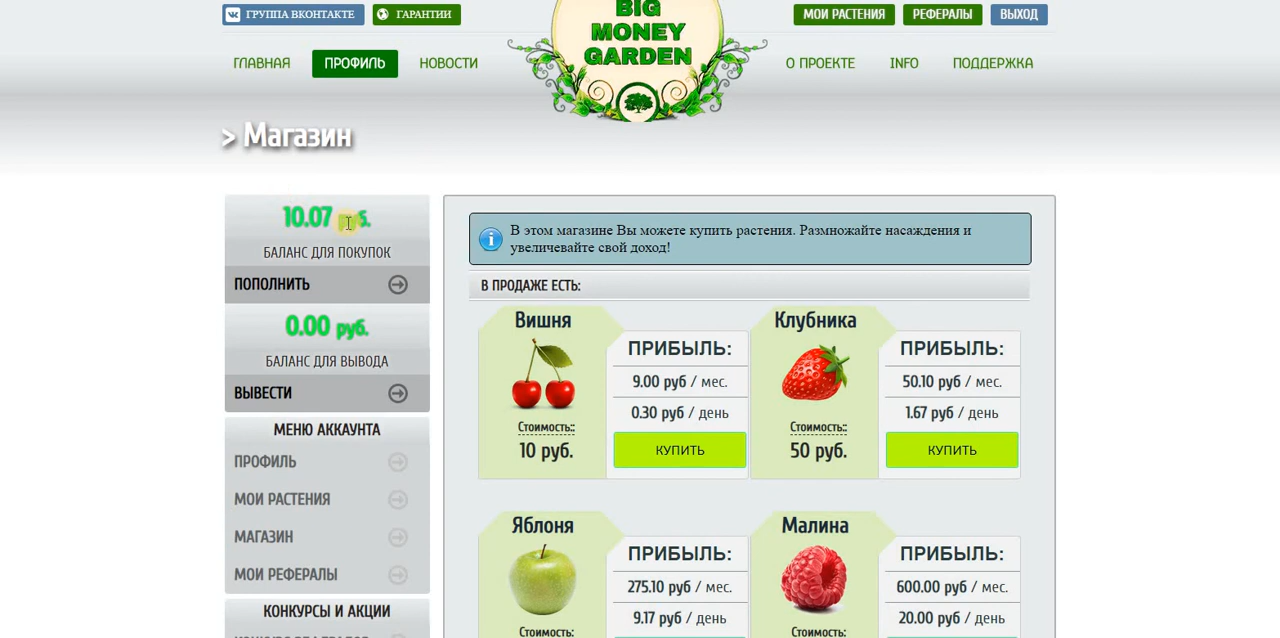 ГРУППА ВКОНТАКТЕ
ГАРАНТИИ
BIG
MONEY
GARDEN
МОИ РАСТЕНИЯ
РЕФЕРАЛЫ
ВЫХОД
ГЛАВНАЯ
ПРОФИЛЬ
НОВОСТИ
О ПРОЕКТЕ
INFO
ПОДДЕРЖКА
> Магазин
10.07 руб.
БАЛАНС ДЛЯ ПОКУПОК
ПОПОЛНИТЬ
0.00 руб.
БАЛАНС ДЛЯ ВЫВОДА
ВЫВЕСТИ
МЕНЮ АККАУНТА
ПРОФИЛЬ
МОИ РАСТЕНИЯ
МАГАЗИН
МОИ РЕФЕРАЛЫ
КОНКУРСЫ И АКЦИИ
В этом магазине Вы можете купить растения. Размножайте насаждения и
увеличевайте свой доход!
В ПРОДАЖЕ ЕСТЬ:
Вишня
ПРИБЫЛЬ:
9.00 руб / мес.
0.30 руб / день
Стоимость::
10 руб.
КУПИТЬ
Клубника
ПРИБЫЛЬ:
50.10 руб / мес.
1.67 руб / день
Стоимость::
50 руб.
КУПИТЬ
Яблоня
ПРИБЫЛЬ:
275.10 руб / мес.
9.17 руб / день
Стоимость:
Малина
ПРИБЫЛЬ:
600.00 руб / мес.
20.00 руб / день
Стоимость: